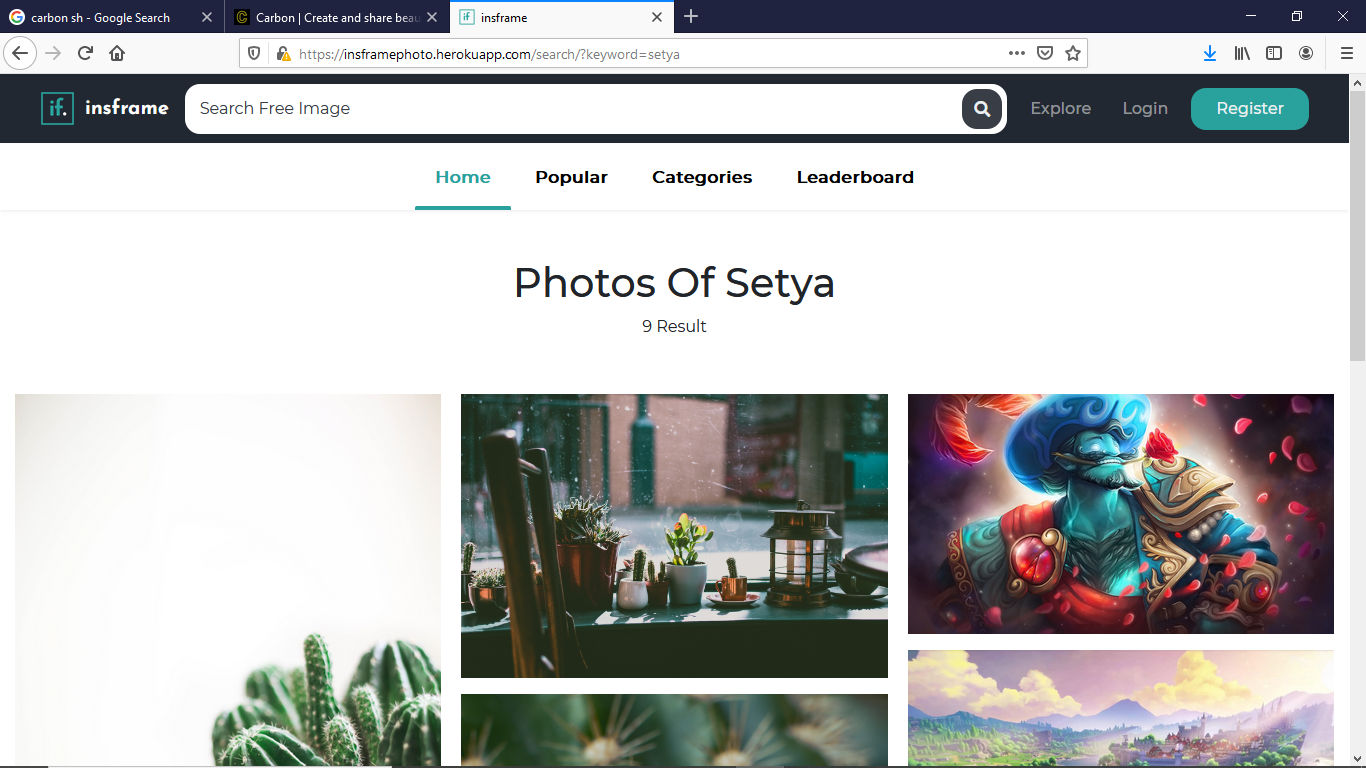 carbon sh - Google Search
Carbon | Create and share beau
insframe
https://insframephoto.herokuapp.com/search/?keyword=setya
if.
insframe
Search Free Image
Explore
Login
Register
Home
Popular
Categories
Leaderboard
Photos Of Setya
9 Result